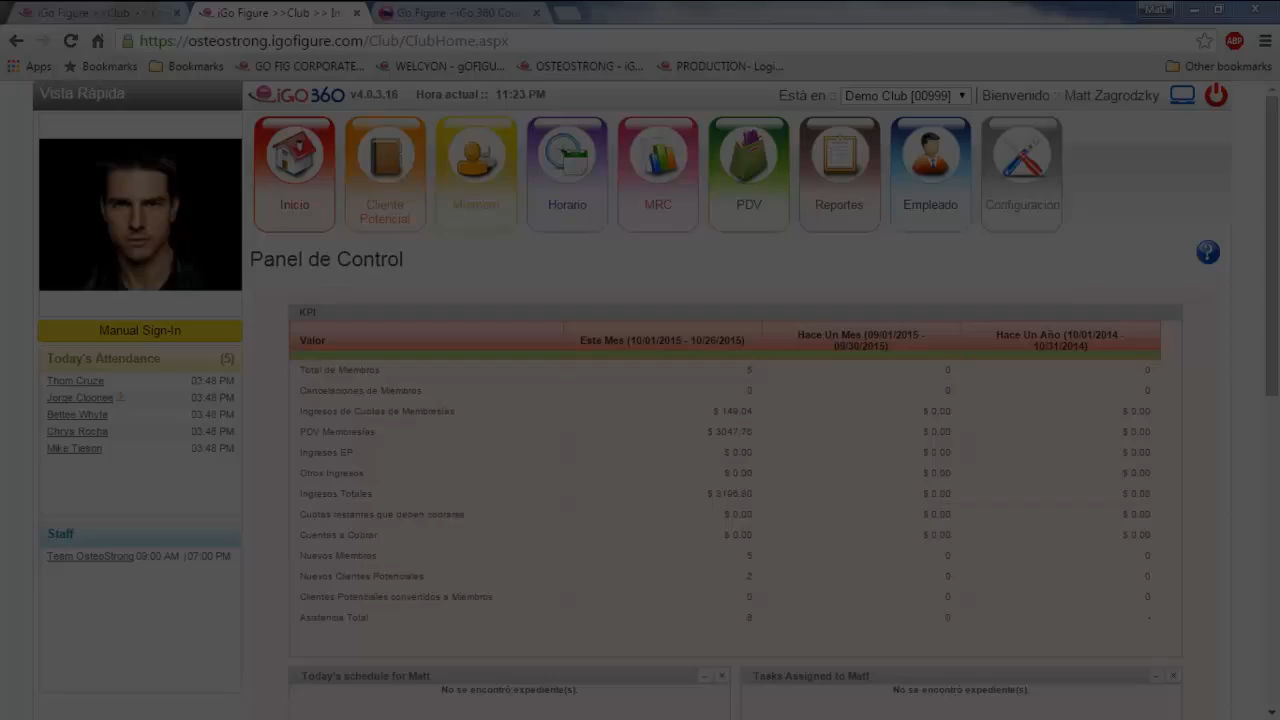 iGo Figure >>Club >> Con
iGo Figure >>Club >> In
Go Figure - iGo 360 Cou
Matt
https://osteostrong.igofigure.com/Club/ClubHome.aspx
ABP
Apps Bookmarks Bookmarks GO FIG CORPORATE... WELCYON - gOFIGU... OSTEOSTRONG - iG... PRODUCTION- Logi... Other bookmarks
Vista Rápida
iGO360 v4.0.3.16 Hora actual :: 11:23 PM Está en : Demo Club [00999] | Bienvenido :: Matt Zagrodzky
Inicio
Cliente
Potencial
Miembro
Horario
MRC
PDV
Reportes
Empleado
Configuración
Manual Sign-In
Today's Attendance (5)
Thom Cruze 03:48 PM
Jorge Cloones 03:48 PM
Bettee Whyte 03:48 PM
Chrys Rocha 03:48 PM
Mike Tieson 03:48 PM
Staff
Team OsteoStrong 09:00 AM |07:00 PM
Panel de Control
?
KPI
Valor
Este Mes (10/01/2015 - 10/26/2015)
Hace Un Mes (09/01/2015 -
09/30/2015)
Hace Un Año (10/01/2014 -
10/31/2014)
Total de Miembros 5 0 0
Cancelaciones de Miembros 0 0 0
Ingresos de Cuotas de Membresías $ 149.04 $ 0.00 $ 0.00
PDV Membresías $ 3047.76 $ 0.00 $ 0.00
Ingresos EP $ 0.00 $ 0.00 $ 0.00
Otros Ingresos $ 0.00 $ 0.00 $ 0.00
Ingresos Totales $ 3196.80 $ 0.00 $ 0.00
Cuotas restantes que deben cobrarse $ 0.00 $ 0.00 $ 0.00
Cuentas a Cobrar $ 0.00 $ 0.00 $ 0.00
Nuevos Miembros 5 0 0
Nuevos Clientes Potenciales 2 0 0
Clientes Potenciales convertidos a Miembros 0 0 0
Asistencia Total 8 0 -
Today's schedule for Matt
No se encontró expediente(s).
Tasks Assigned to Matt
No se encontró expediente(s).